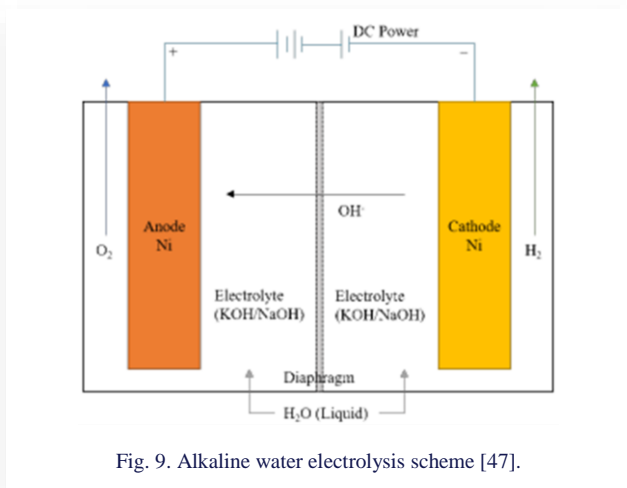 DC Power
+
−
OH-
Anode
Ni
Cathode
Ni
O2
H2
Electrolyte
(KOH/NaOH)
Electrolyte
(KOH/NaOH)
Diaphragm
H2O (Liquid)
Fig. 9. Alkaline water electrolysis scheme [47].